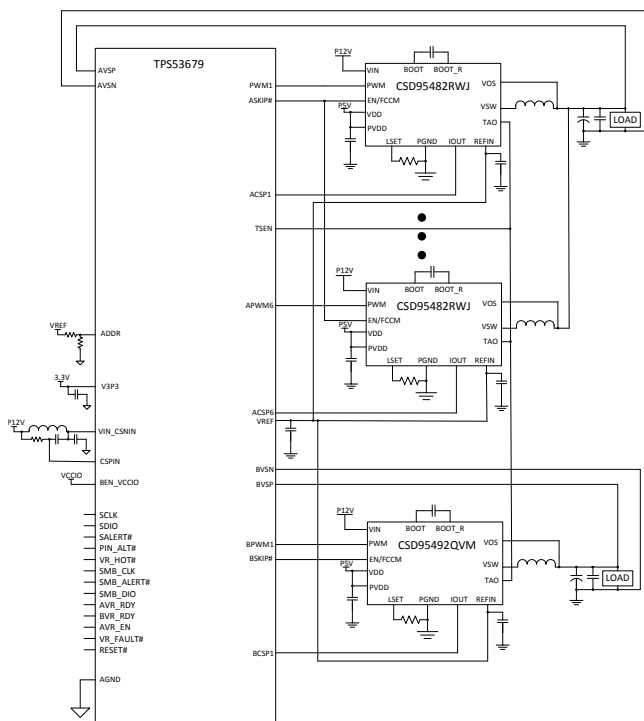 TPS53679
AVSP
AVSN
PWM1
ASKIP#
ACSP1
TSEN
APWM6
ACSP6
VREF
BVSN
BVSP
BPWM1
BSKIP#
BCSP1
VREF
ADDR
3.3V
V3P3
P12V
VIN_CSNIN
CSPIN
VCCIO
BEN_VCCIO
SCLK
SDIO
SALERT#
PIN_ALT#
VR_HOT#
SMB_CLK
SMB_ALERT#
SMB_DIO
AVR_RDY
BVR_RDY
AVR_EN
VR_FAULT#
RESET#
AGND
P12V
P5V
VIN
BOOT
BOOT_R
PWM
CSD95482RWJ
EN/FCCM
VDD
PVDD
VOS
VSW
TAO
LSET
PGND
IOUT
REFIN
LOAD
P12V
P5V
VIN
BOOT
BOOT_R
PWM
CSD95482RWJ
EN/FCCM
VDD
PVDD
VOS
VSW
TAO
LSET
PGND
IOUT
REFIN
P12V
P5V
VIN
BOOT
BOOT_R
PWM
CSD95492QVM
EN/FCCM
VDD
PVDD
VOS
VSW
TAO
LSET
PGND
IOUT
REFIN
LOAD